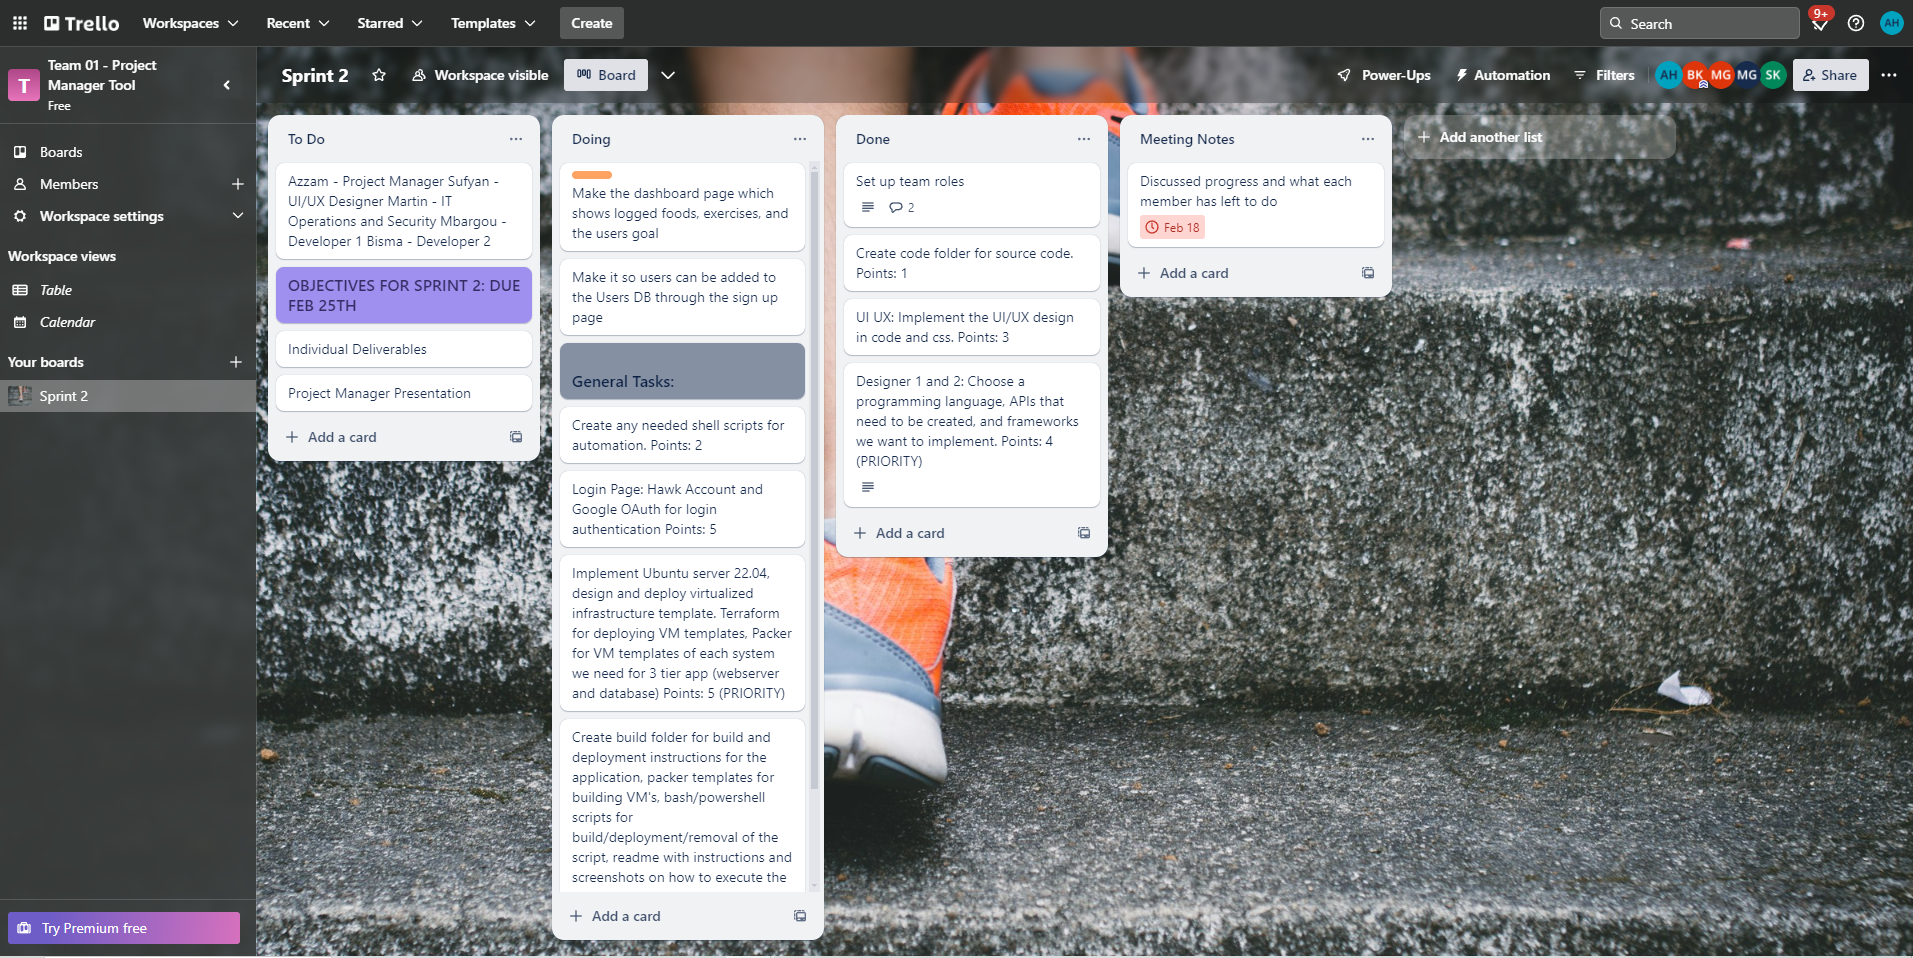 Trello
Workspaces
Recent
Starred
Templates
Create
Search
9+
AH
T
Team 01 - Project
Manager Tool
Free
Boards
Members
Workspace settings
Workspace views
Table
Calendar
Your boards
Sprint 2
Try Premium free
Sprint 2
Workspace visible
Board
Power-Ups
Automation
Filters
AH
BK
MG
MG
SK
Share
To Do
Azzam - Project Manager Sufyan -
UI/UX Designer Martin - IT
Operations and Security Mbargou -
Developer 1 Bisma - Developer 2
OBJECTIVES FOR SPRINT 2: DUE
FEB 25TH
Individual Deliverables
Project Manager Presentation
Add a card
Doing
Make the dashboard page which
shows logged foods, exercises, and
the users goal
Make it so users can be added to
the Users DB through the sign up
page
General Tasks:
Create any needed shell scripts for
automation. Points: 2
Login Page: Hawk Account and
Google OAuth for login
authentication Points: 5
Implement Ubuntu server 22.04,
design and deploy virtualized
infrastructure template. Terraform
for deploying VM templates, Packer
for VM templates of each system
we need for 3 tier app (webserver
and database) Points: 5 (PRIORITY)
Create build folder for build and
deployment instructions for the
application, packer templates for
building VM's, bash/powershell
scripts for
build/deployment/removal of the
script, readme with instructions and
screenshots on how to execute the
Add a card
Done
Set up team roles
2
Create code folder for source code.
Points: 1
UI UX: Implement the UI/UX design
in code and css. Points: 3
Designer 1 and 2: Choose a
programming language, APIs that
need to be created, and frameworks
we want to implement. Points: 4
(PRIORITY)
Add a card
Meeting Notes
Discussed progress and what each
member has left to do
Feb 18
Add a card
Add another list